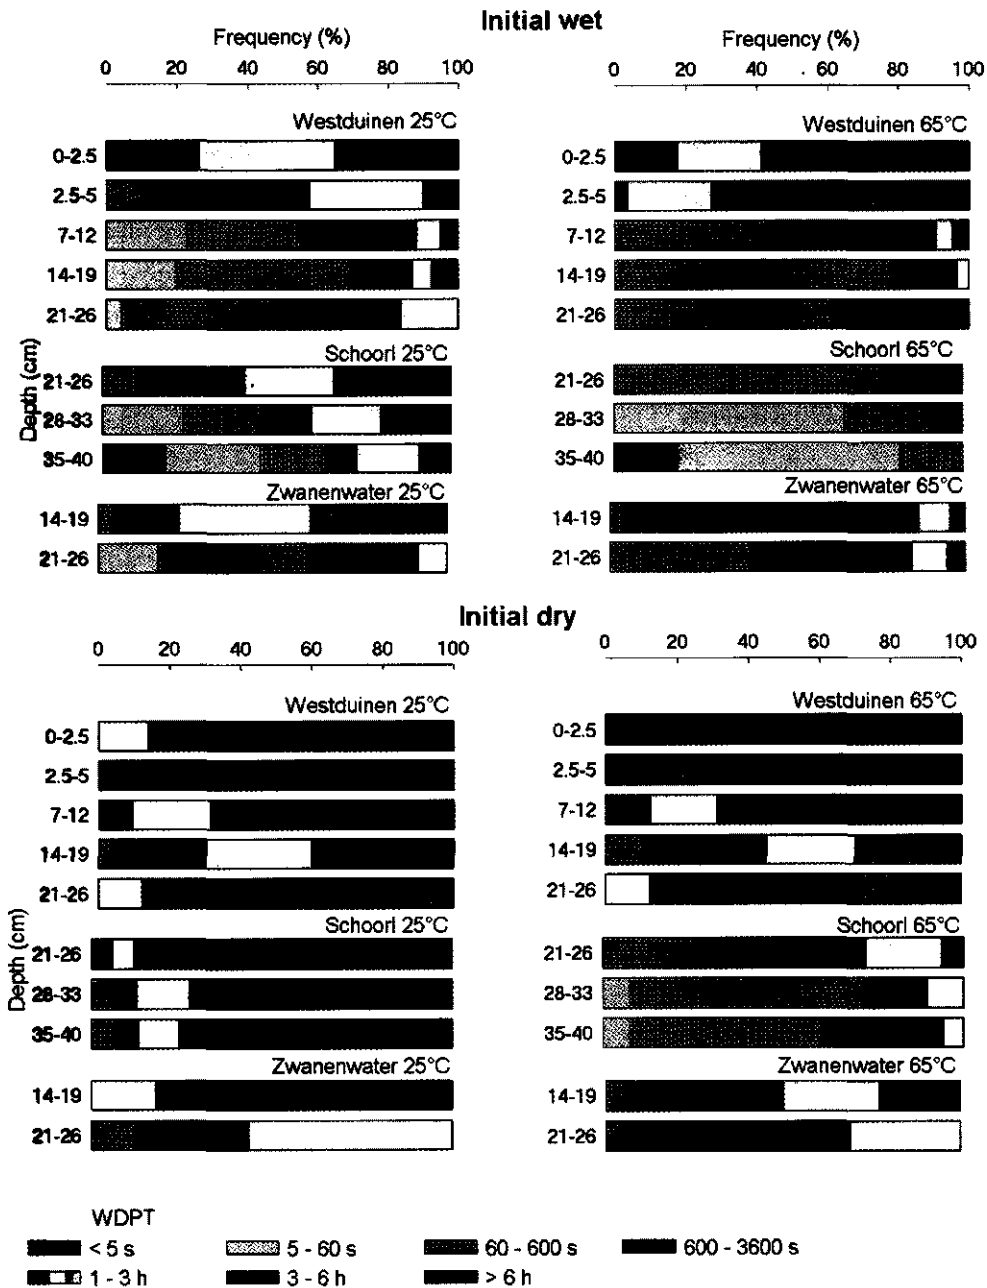 Initial wet
Frequency (%)
Frequency (%)
0 20 40 60 80 100
0 20 40 60 80 100
Depth (cm)
Westduinen 25°C
0-2.5
2.5-5
7-12
14-19
21-26
Schoorl 25°C
21-26
28-33
35-40
Zwanenwater 25°C
14-19
21-26
Westduinen 65°C
0-2.5
2.5-5
7-12
14-19
21-26
Schoorl 65°C
21-26
28-33
35-40
Zwanenwater 65°C
14-19
21-26
Initial dry
0 20 40 60 80 100
0 20 40 60 80 100
Depth (cm)
Westduinen 25°C
0-2.5
2.5-5
7-12
14-19
21-26
Schoorl 25°C
21-26
28-33
35-40
Zwanenwater 25°C
14-19
21-26
Westduinen 65°C
0-2.5
2.5-5
7-12
14-19
21-26
Schoorl 65°C
21-26
28-33
35-40
Zwanenwater 65°C
14-19
21-26
WDPT
< 5 s
5 - 60 s
60 - 600 s
600 - 3600 s
1 - 3 h
3 - 6 h
> 6 h